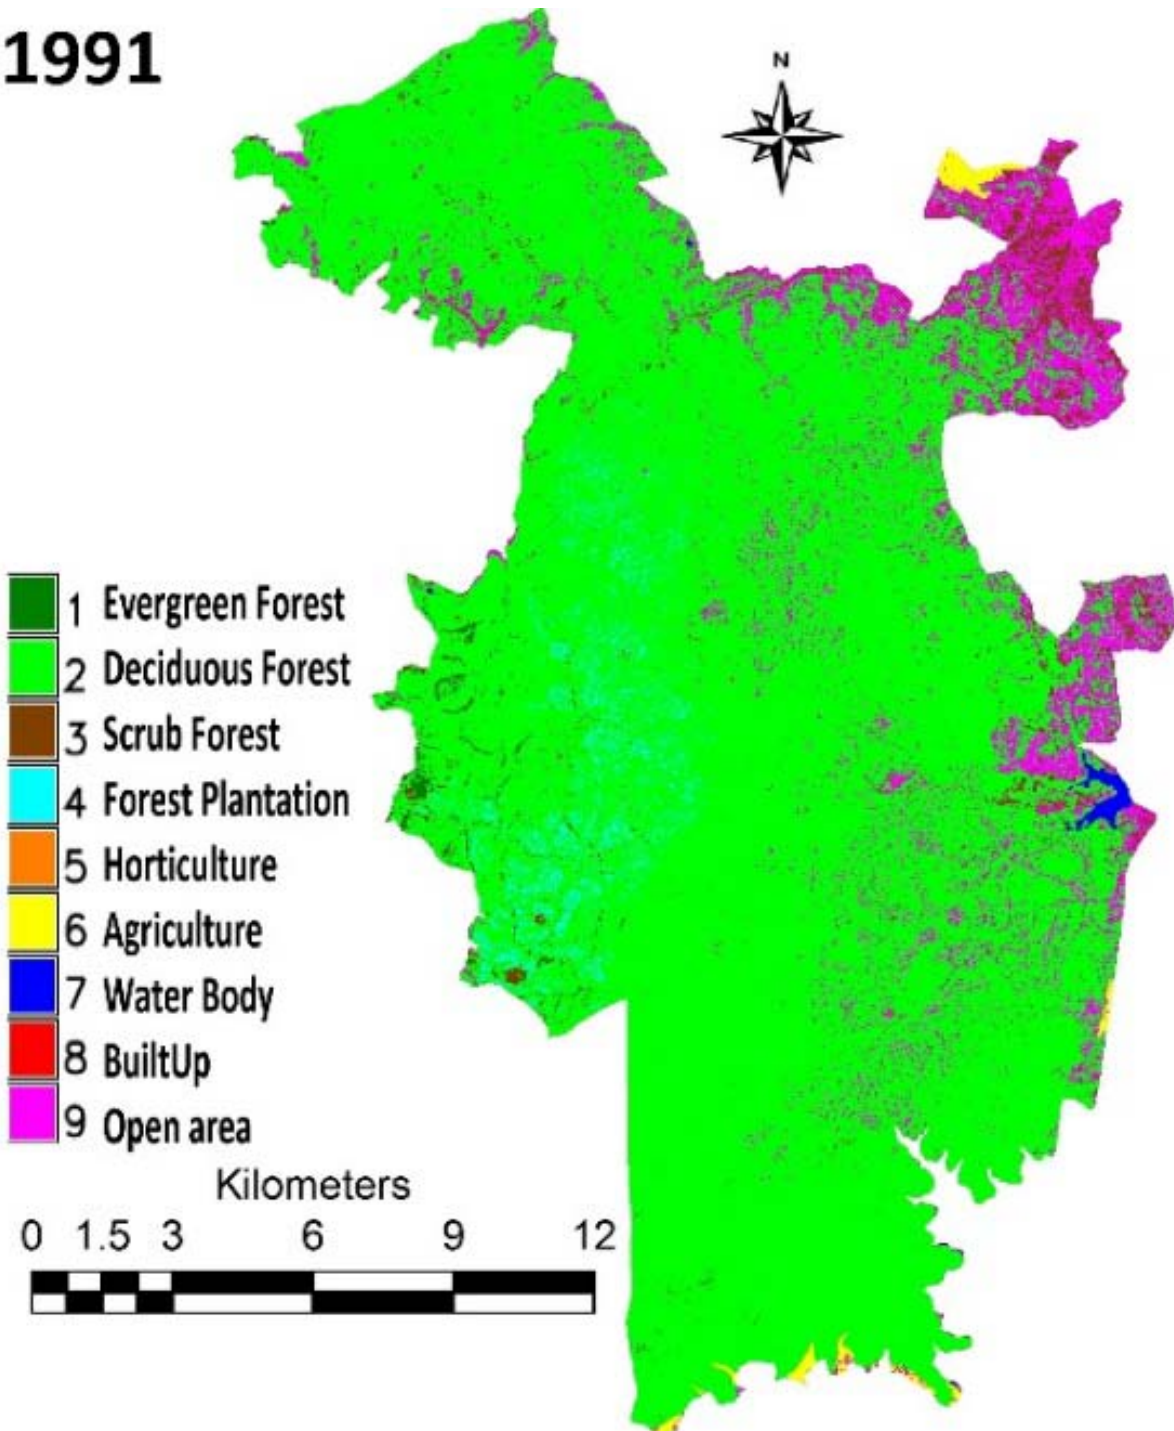 1991
N
1 Evergreen Forest
2 Deciduous Forest
3 Scrub Forest
4 Forest Plantation
5 Horticulture
6 Agriculture
7 Water Body
8 BuiltUp
9 Open area
Kilometers
0 1.5 3 6 9 12